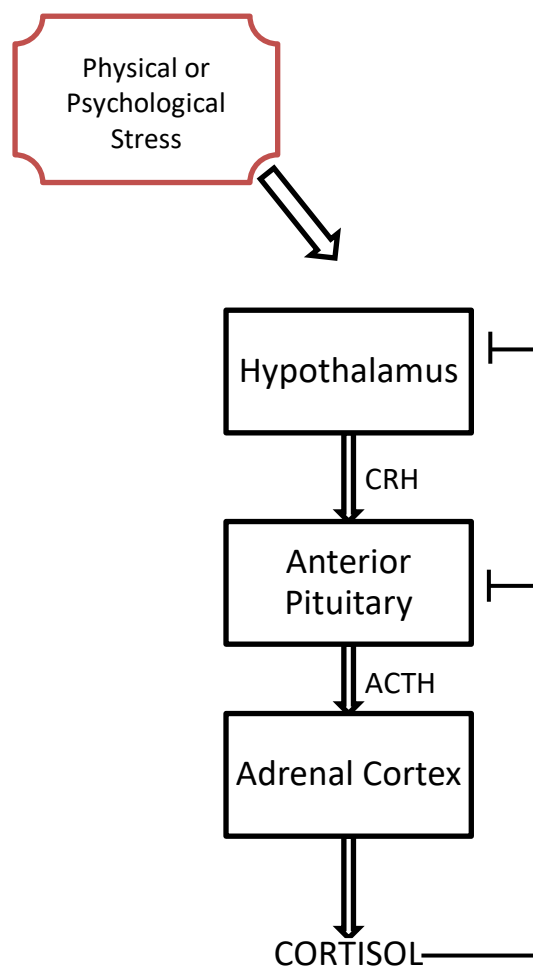 Physical or
Psychological
Stress
Hypothalamus
CRH
Anterior
Pituitary
ACTH
Adrenal Cortex
CORTISOL